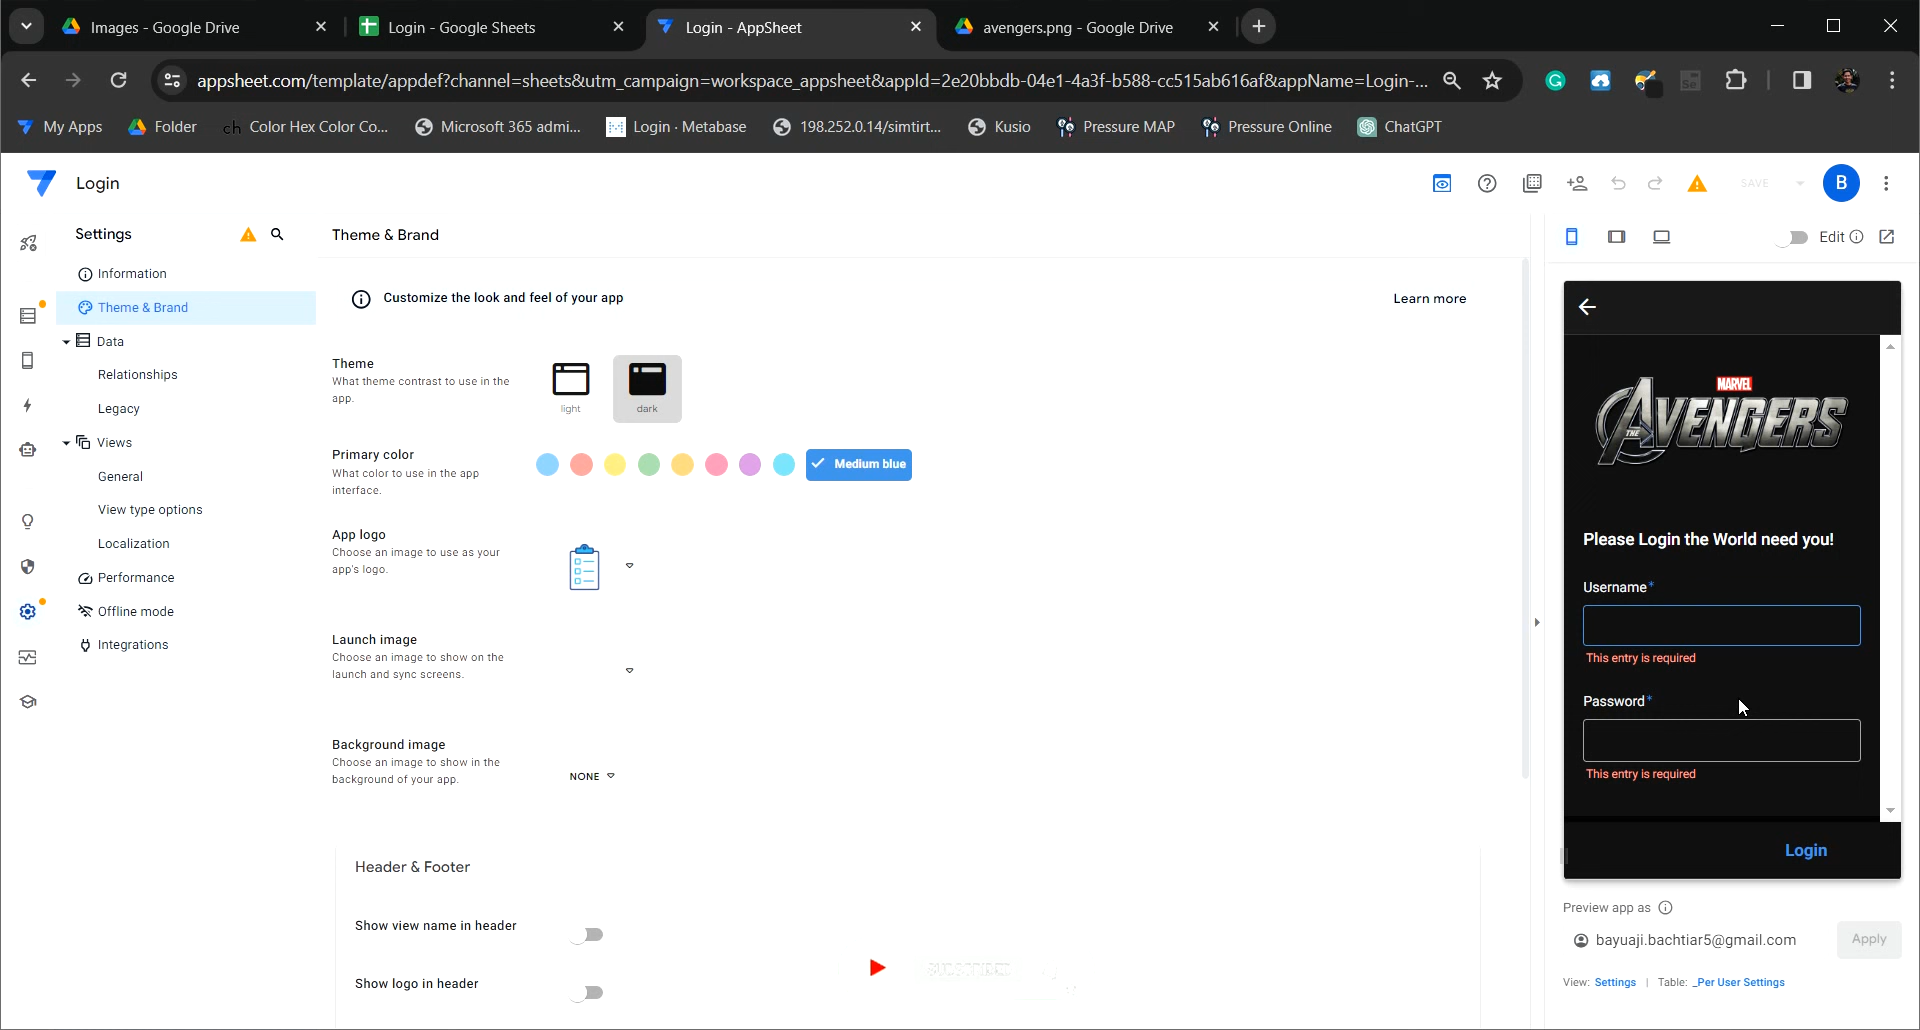 Images - Google Drive
Login - Google Sheets
Login - AppSheet
avengers.png - Google Drive
appsheet.com/template/appdef?channel=sheets&utm_campaign=workspace_appsheet&appId=2e20bbdb-04e1-4a3f-b588-cc515ab616af&appName=Login-...
My Apps
Folder
ch Color Hex Color Co...
Microsoft 365 admi...
Login · Metabase
198.252.0.14/simtirt...
Kusio
Pressure MAP
Pressure Online
ChatGPT
Login
SAVE
B
Settings
Information
Theme & Brand
Data
Relationships
Legacy
Views
General
View type options
Localization
Performance
Offline mode
Integrations
Theme & Brand
Customize the look and feel of your app
Learn more
Theme
What theme contrast to use in the
app.
light
dark
Primary color
What color to use in the app
interface.
Medium blue
App logo
Choose an image to use as your
app's logo.
Launch image
Choose an image to show on the
launch and sync screens.
Background image
Choose an image to show in the
background of your app.
NONE
Header & Footer
Show view name in header
Show logo in header
Edit
MARVEL
THE AVENGERS
Please Login the World need you!
Username*
This entry is required
Password*
This entry is required
Login
Preview app as
bayuaji.bachtiar5@gmail.com
Apply
View: Settings | Table: _Per User Settings